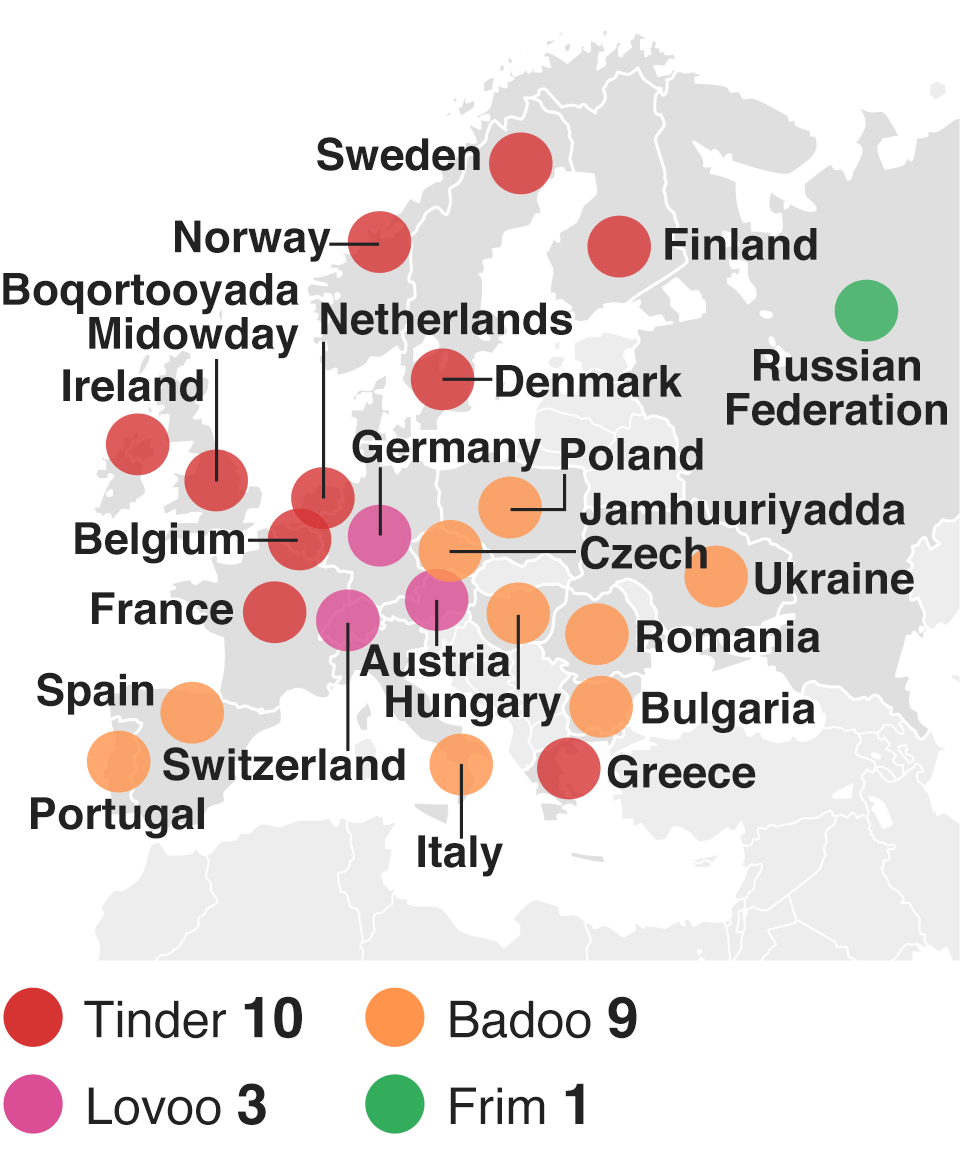 Sweden
Norway
Finland
Boqortooyada
Midowday
Netherlands
Ireland
Denmark
Russian
Federation
Germany
Poland
Jamhuuriyadda
Czech
Belgium
Ukraine
France
Romania
Austria
Spain
Hungary
Bulgaria
Switzerland
Greece
Portugal
Italy
Tinder 10
Badoo 9
Lovoo 3
Frim 1